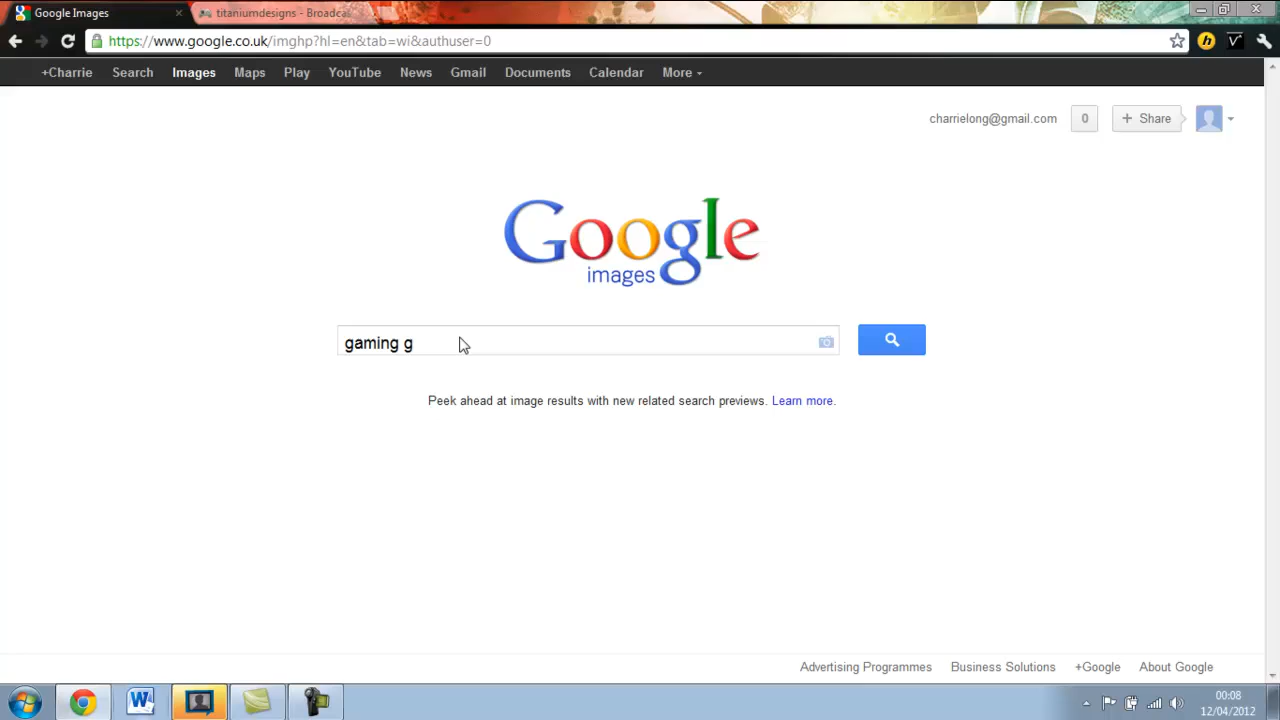 Google Images
titaniumdesigns - Broadcas
https://www.google.co.uk/imghp?hl=en&tab=wi&authuser=0
+Charrie Search Images Maps Play YouTube News Gmail Documents Calendar More
charrielong@gmail.com 0 + Share
Google
images
gaming g
Peek ahead at image results with new related search previews. Learn more.
Advertising Programmes Business Solutions +Google About Google
00:08
12/04/2012